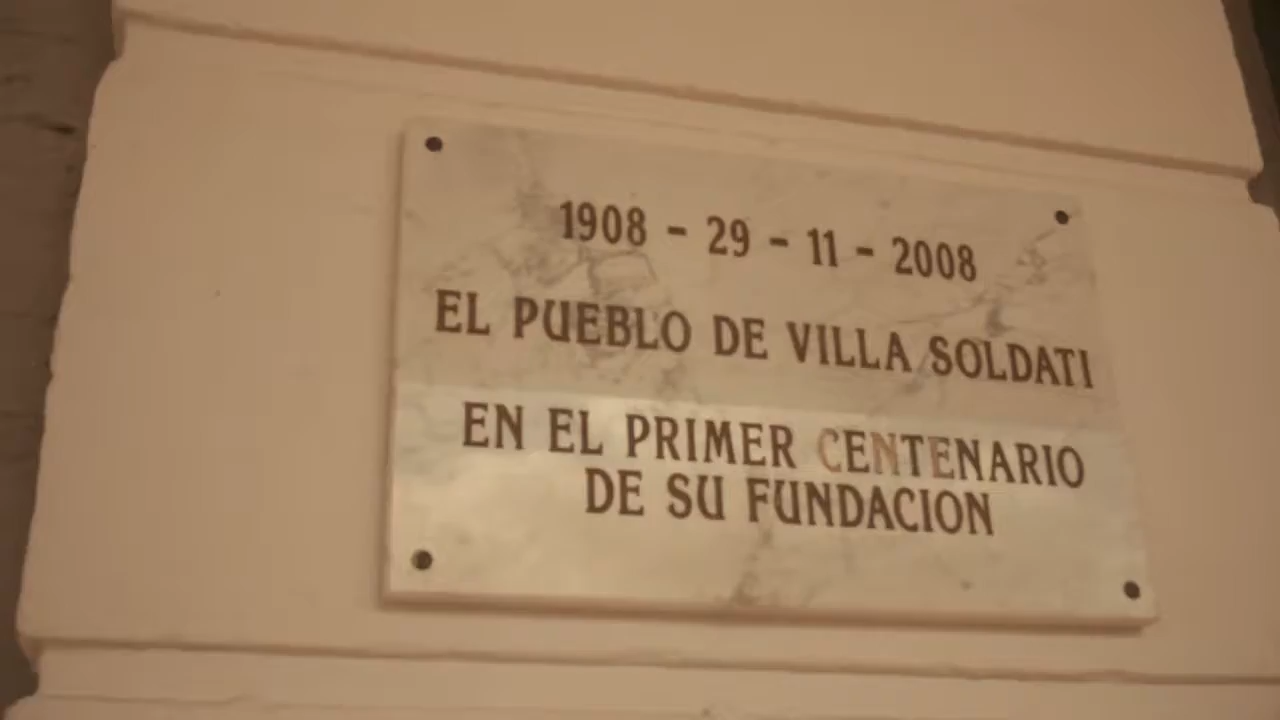 1908 - 29 - 11 - 2008
EL PUEBLO DE VILLA SOLDATI
EN EL PRIMER CENTENARIO
DE SU FUNDACION